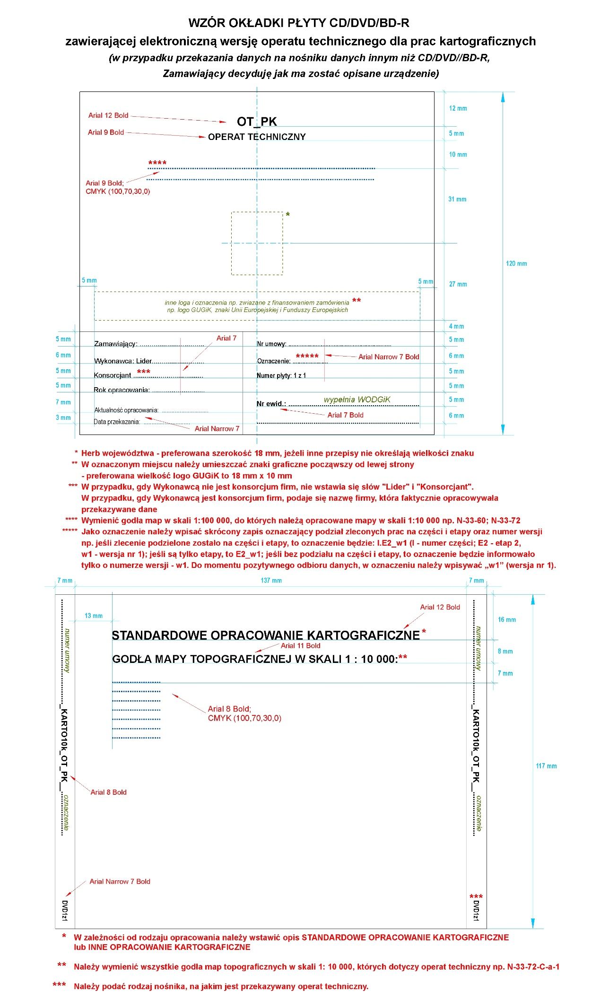 WZÓR OKŁADKI PŁYTY CD/DVD/BD-R
zawierającej elektroniczną wersję operatu technicznego dla prac kartograficznych
(w przypadku przekazania danych na nośniku danych innym niż CD/DVD//BD-R,
Zamawiający decyduję jak ma zostać opisane urządzenie)
12 mm
Arial 12 Bold
OT_PK
Arial 9 Bold
OPERAT TECHNICZNY
5 mm
10 mm
****
Arial 9 Bold;
CMYK (100,70,30,0)
31 mm
*
120 mm
5 mm
5 mm
27 mm
inne loga i oznaczenia np. zwiazane z finansowaniem zamówienia **
np. logo GUGiK, znaki Unii Europejskiej i Funduszy Europejskich
4 mm
5 mm
Zamawiający: ................................
Arial 7
Nr umowy: ................................
5 mm
6 mm
Wykonawca: Lider..........................
Oznaczenie: ..................... *****
Arial Narrow 7 Bold
6 mm
5 mm
Konsorcjant ................................... ***
Numer płyty: 1 z 1
5 mm
5 mm
Rok opracowania: ..........................
5 mm
7 mm
Aktualność opracowania: ..........................
Nr ewid.: ................................
wypełnia WODGiK
5 mm
3 mm
Data przekazania: ..........................
Arial Narrow 7
Arial 7 Bold
6 mm
* Herb województwa - preferowana szerokość 18 mm, jeżeli inne przepisy nie określają wielkości znaku
** W oznaczonym miejscu należy umieszczać znaki graficzne począwszy od lewej strony
- preferowana wielkość logo GUGiK to 18 mm x 10 mm
*** W przypadku, gdy Wykonawcą nie jest konsorcjum firm, nie wstawia się słów "Lider" i "Konsorcjant".
W przypadku, gdy Wykonawcą jest konsorcjum firm, podaje się nazwę firmy, która faktycznie opracowywała
przekazywane dane
**** Wymienić godła map w skali 1:100 000, do których należą opracowane mapy w skali 1:10 000 np. N-33-60; N-33-72
***** Jako oznaczenie należy wpisać skrócony zapis oznaczający podział zleconych prac na części i etapy oraz numer wersji
np. jeśli zlecenie podzielone zostało na części i etapy, to oznaczenie będzie: I.E2_w1 (I - numer części; E2 - etap 2,
w1 - wersja nr 1); jeśli są tylko etapy, to E2_w1; jeśli bez podziału na części i etapy, to oznaczenie będzie informowało
tylko o numerze wersji - w1. Do momentu pozytywnego odbioru danych, w oznaczeniu należy wpisywać „w1” (wersja nr 1).
7 mm
137 mm
7 mm
Arial 12 Bold
13 mm
16 mm
STANDARDOWE OPRACOWANIE KARTOGRAFICZNE *
Arial 11 Bold
8 mm
GODŁA MAPY TOPOGRAFICZNEJ W SKALI 1 : 10 000:**
7 mm
Arial 8 Bold;
CMYK (100,70,30,0)
numer umowy
_KARTO10k_OT_PK__
oznaczenie
DVD1z1
Arial 8 Bold
Arial Narrow 7 Bold
numer umowy
_KARTO10k_OT_PK__
oznaczenie
***
DVD1z1
117 mm
* W zależności od rodzaju opracowania należy wstawić opis STANDARDOWE OPRACOWANIE KARTOGRAFICZNE
lub INNE OPRACOWANIE KARTOGRAFICZNE
** Należy wymienić wszystkie godła map topograficznych w skali 1: 10 000, których dotyczy operat techniczny np. N-33-72-C-a-1
*** Należy podać rodzaj nośnika, na jakim jest przekazywany operat techniczny.